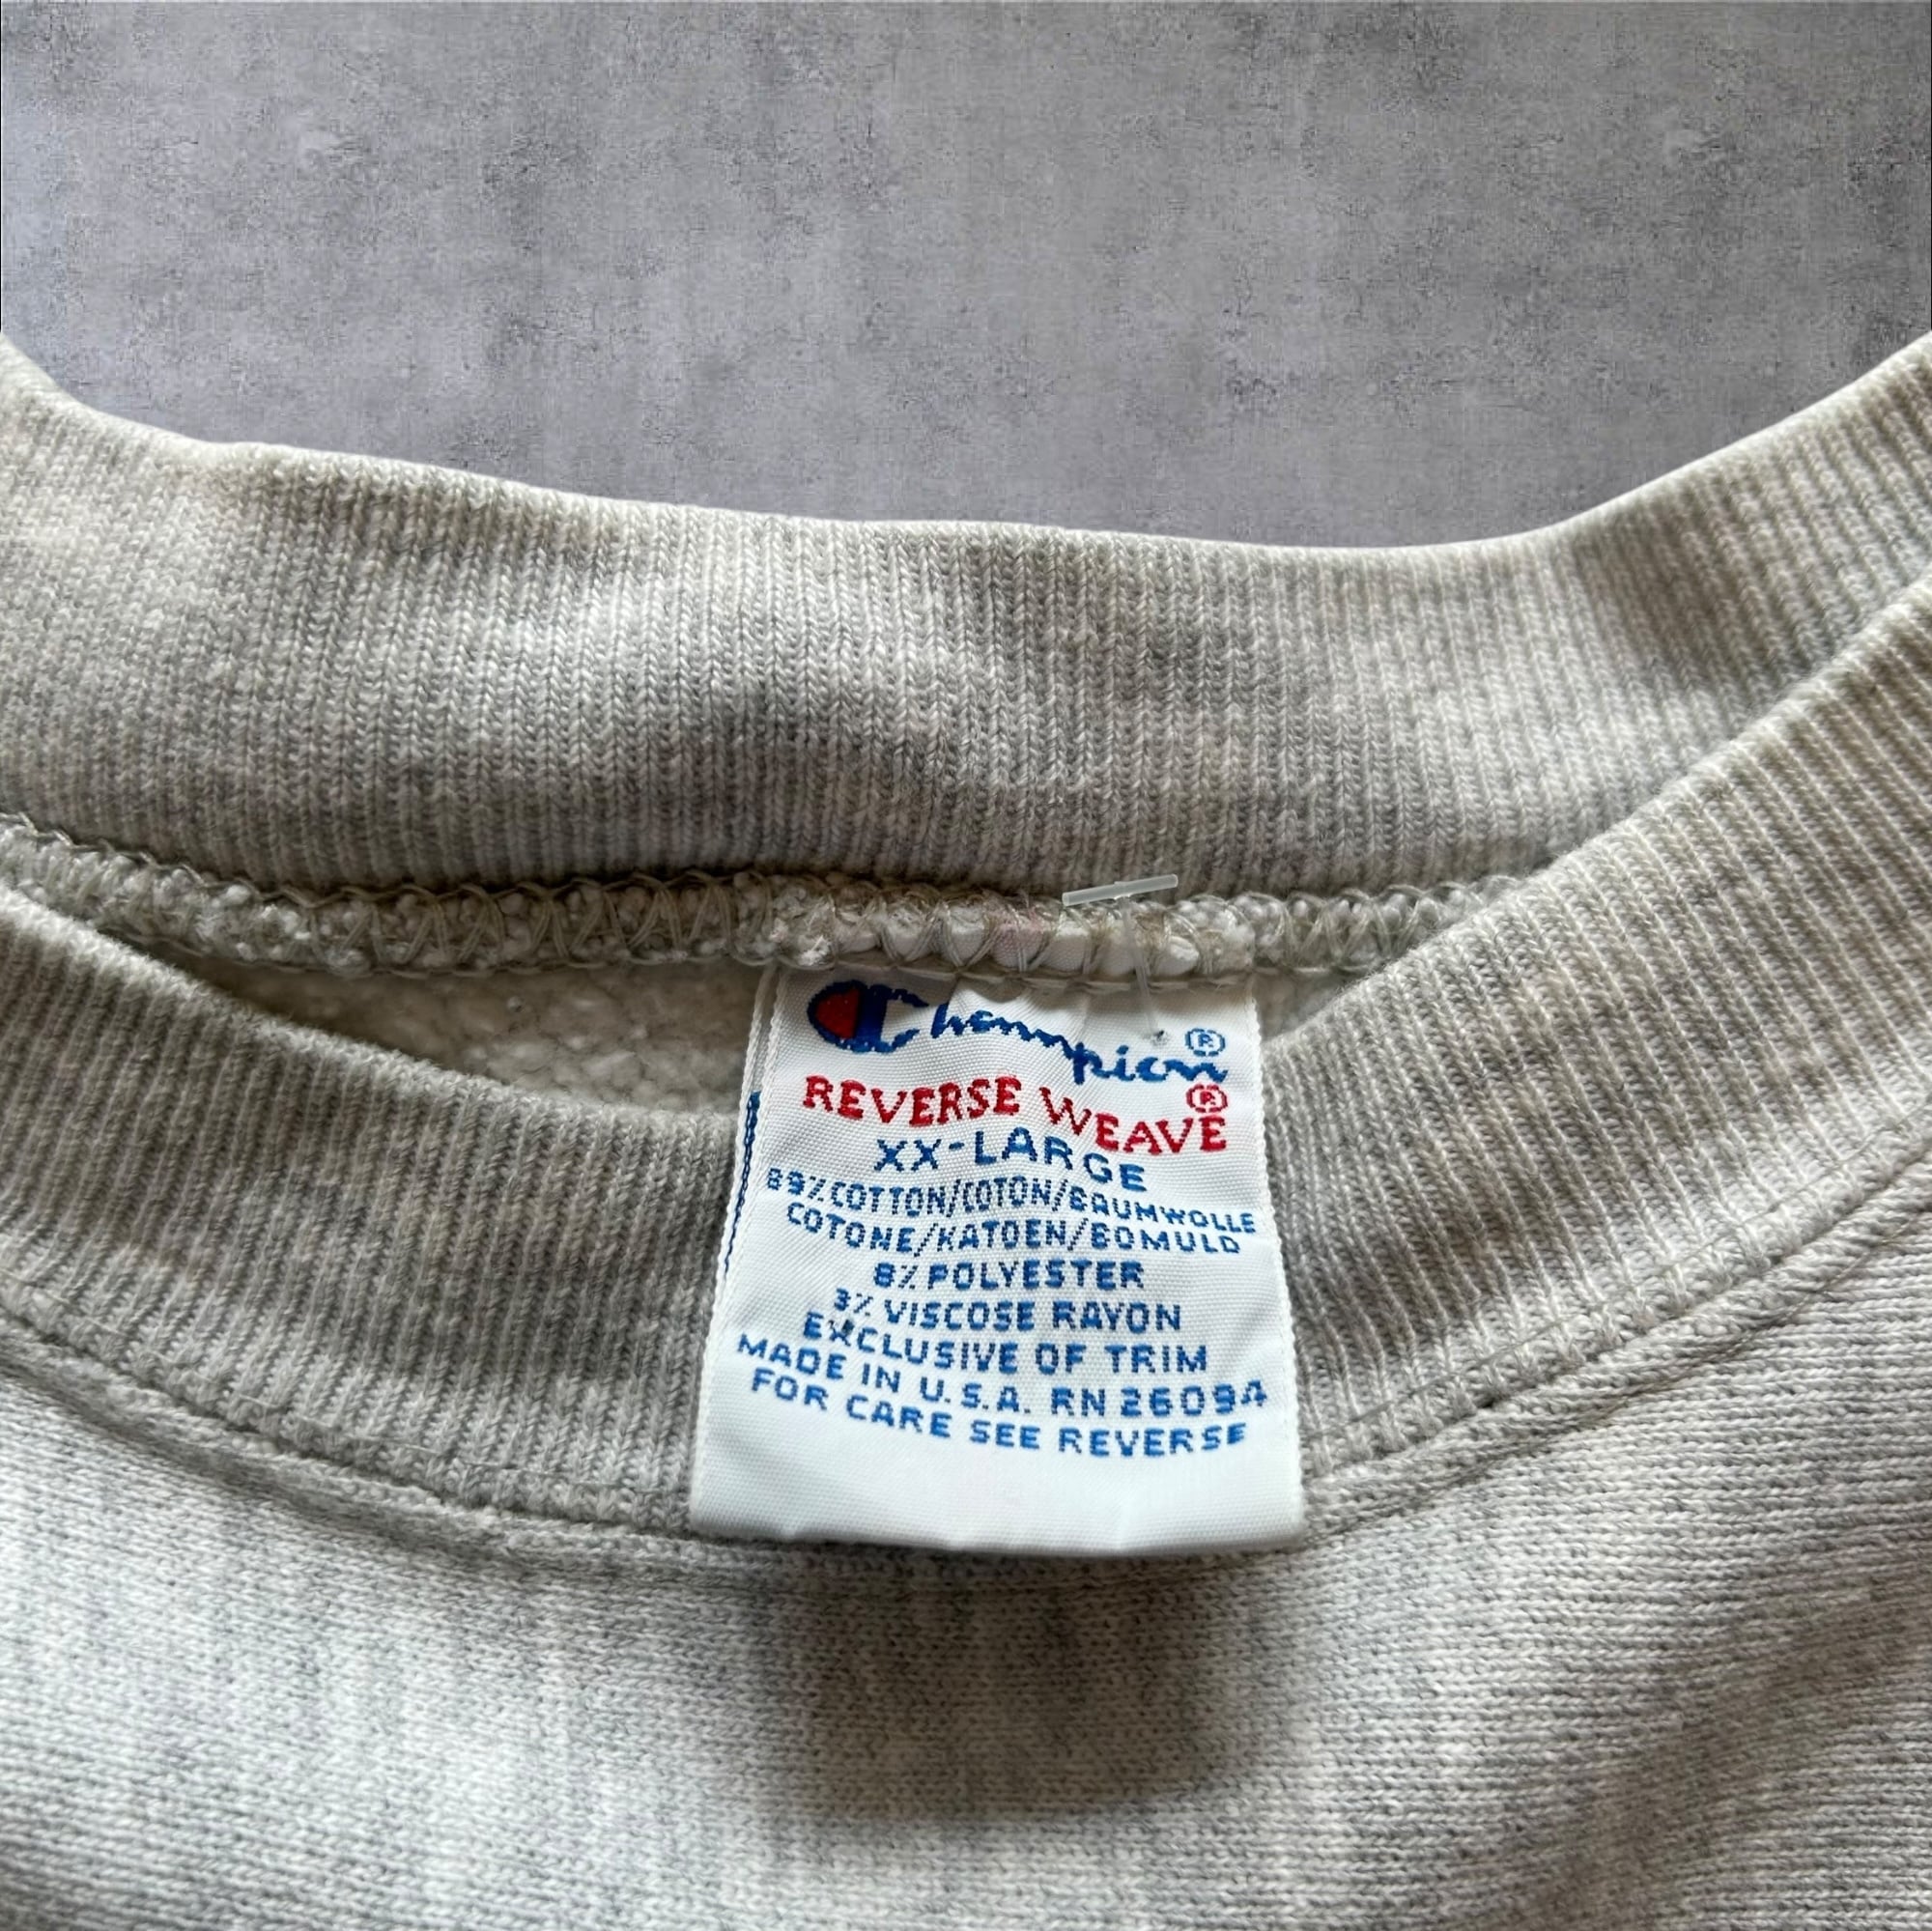 Champion®
REVERSE WEAVE®
XX-LARGE
89% COTTON/COTON/BAUMWOLLE
COTONE/KATOEN/BOMULD
8% POLYESTER
3% VISCOSE RAYON
EXCLUSIVE OF TRIM
MADE IN U.S.A. RN 26094
FOR CARE SEE REVERSE